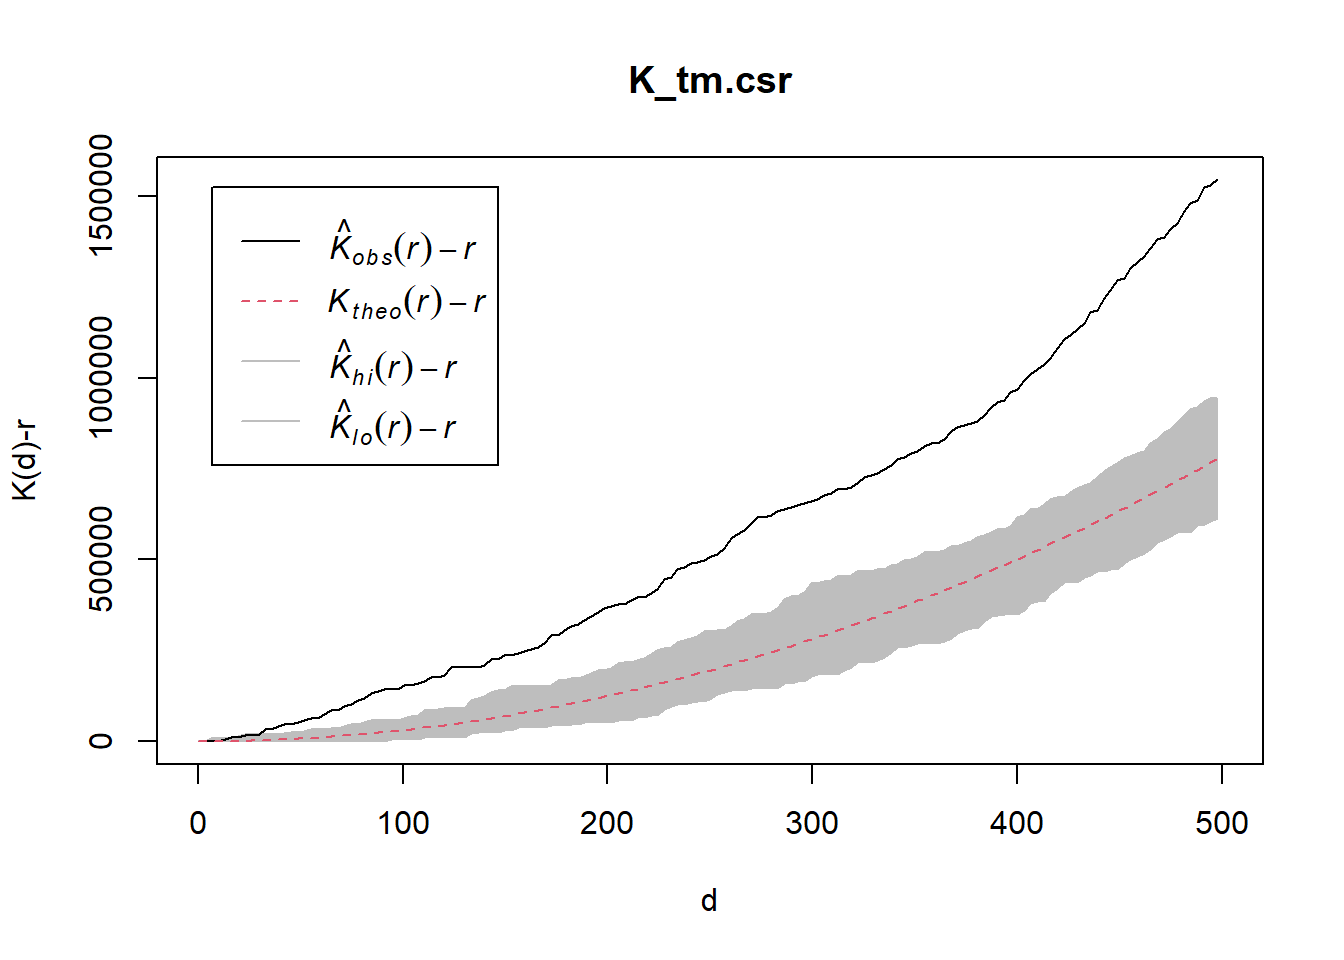 K_tm.csr
K̂obs(r) – r
Ktheo(r) – r
K̂hi(r) – r
K̂lo(r) – r
K(d)-r
1500000
1000000
500000
0
0 100 200 300 400 500
d